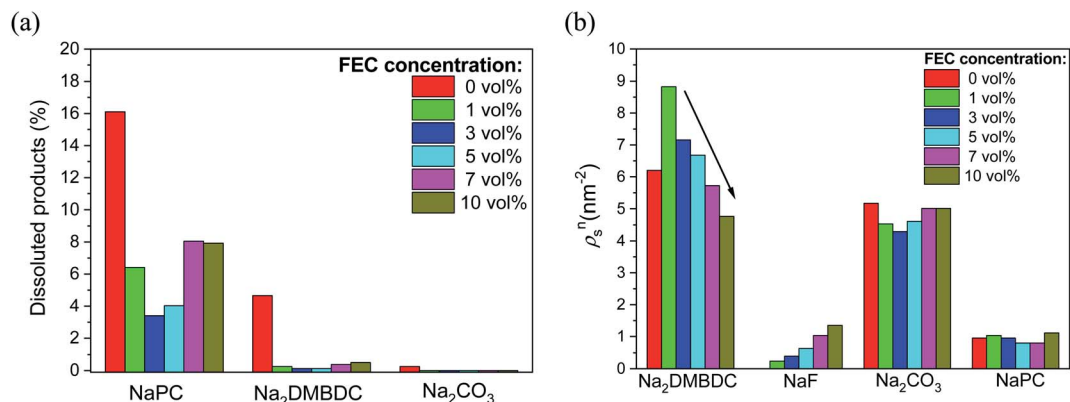 (a)
20
18
16
14
12
10
8
6
4
2
0
Dissoluted products (%)
FEC concentration:
0 vol%
1 vol%
3 vol%
5 vol%
7 vol%
10 vol%
NaPC
Na₂DMBDC
Na₂CO₃
(b)
10
9
8
7
6
5
4
3
2
1
0
ρₛⁿ(nm⁻²)
FEC concentration:
0 vol%
1 vol%
3 vol%
5 vol%
7 vol%
10 vol%
Na₂DMBDC
NaF
Na₂CO₃
NaPC